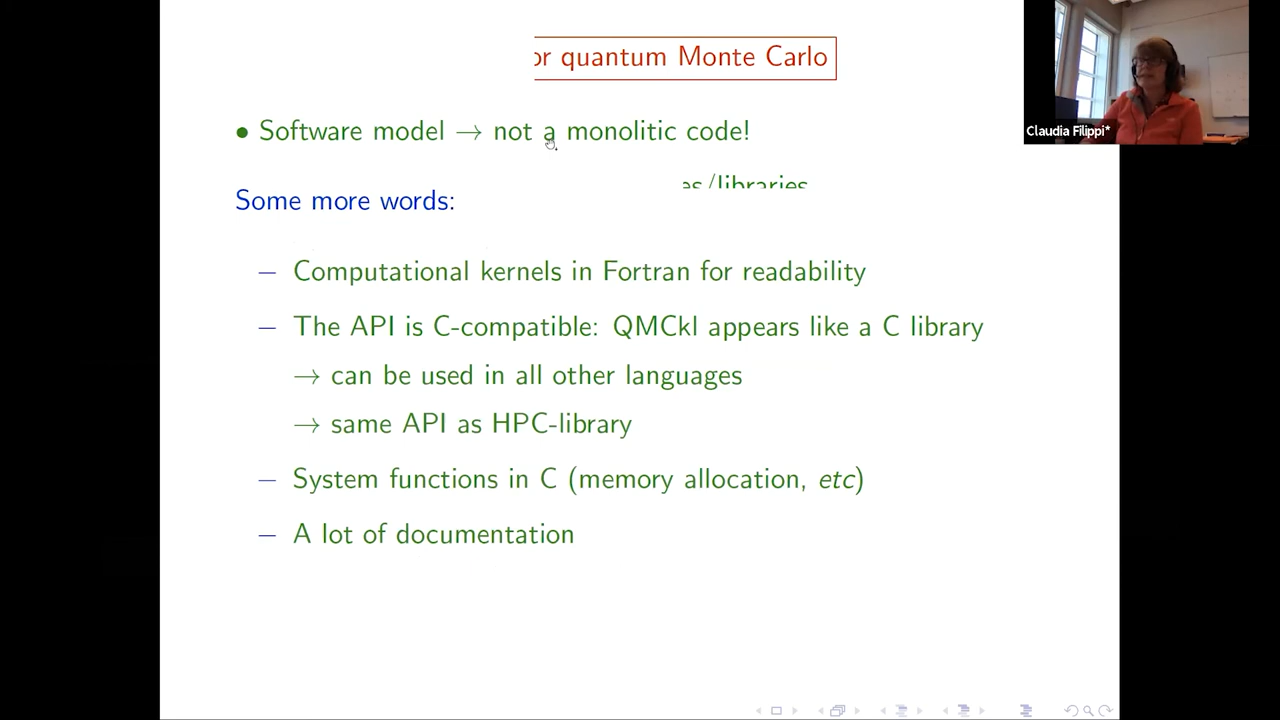 or quantum Monte Carlo
• Software model → not a monolitic code!
Claudia Filippi*
es/libraries
Some more words:
– Computational kernels in Fortran for readability
– The API is C-compatible: QMCkl appears like a C library
→ can be used in all other languages
→ same API as HPC-library
– System functions in C (memory allocation, etc)
– A lot of documentation